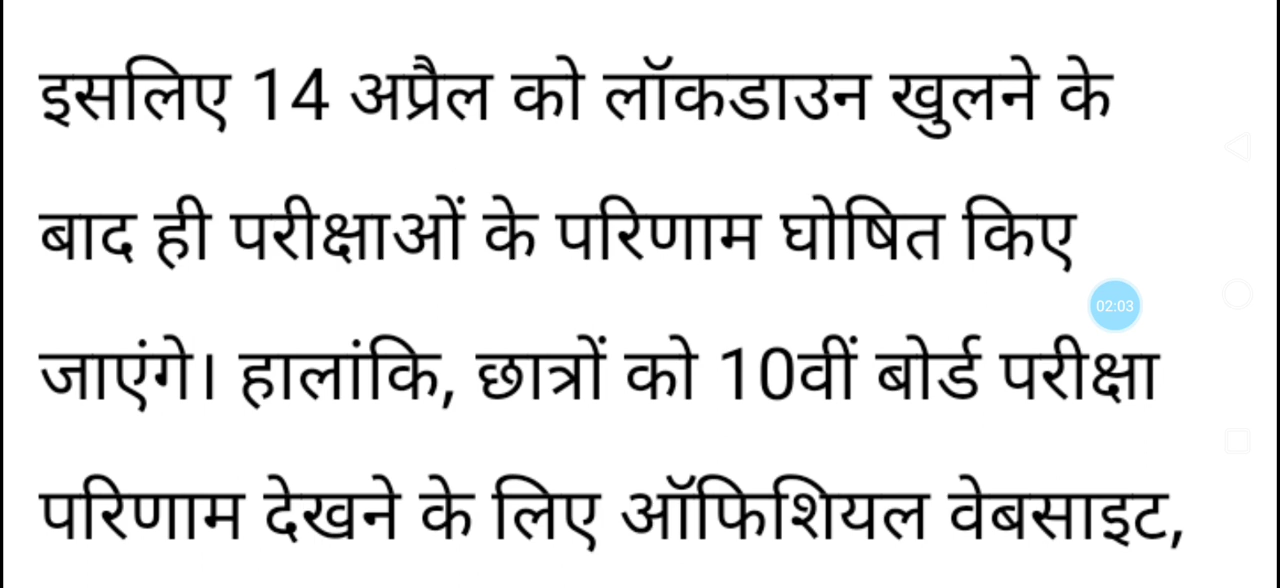 इसलिए 14 अप्रैल को लॉकडाउन खुलने के
बाद ही परीक्षाओं के परिणाम घोषित किए
02:03
जाएंगे। हालांकि, छात्रों को 10वीं बोर्ड परीक्षा
परिणाम देखने के लिए ऑफिशियल वेबसाइट,